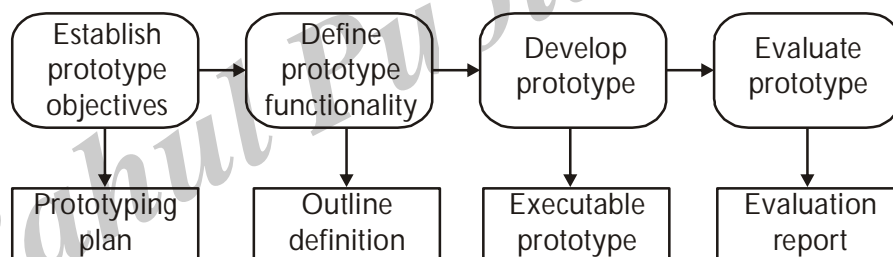 Establish
prototype
objectives
Define
prototype
functionality
Develop
prototype
Evaluate
prototype
Prototyping
plan
Outline
definition
Executable
prototype
Evaluation
report